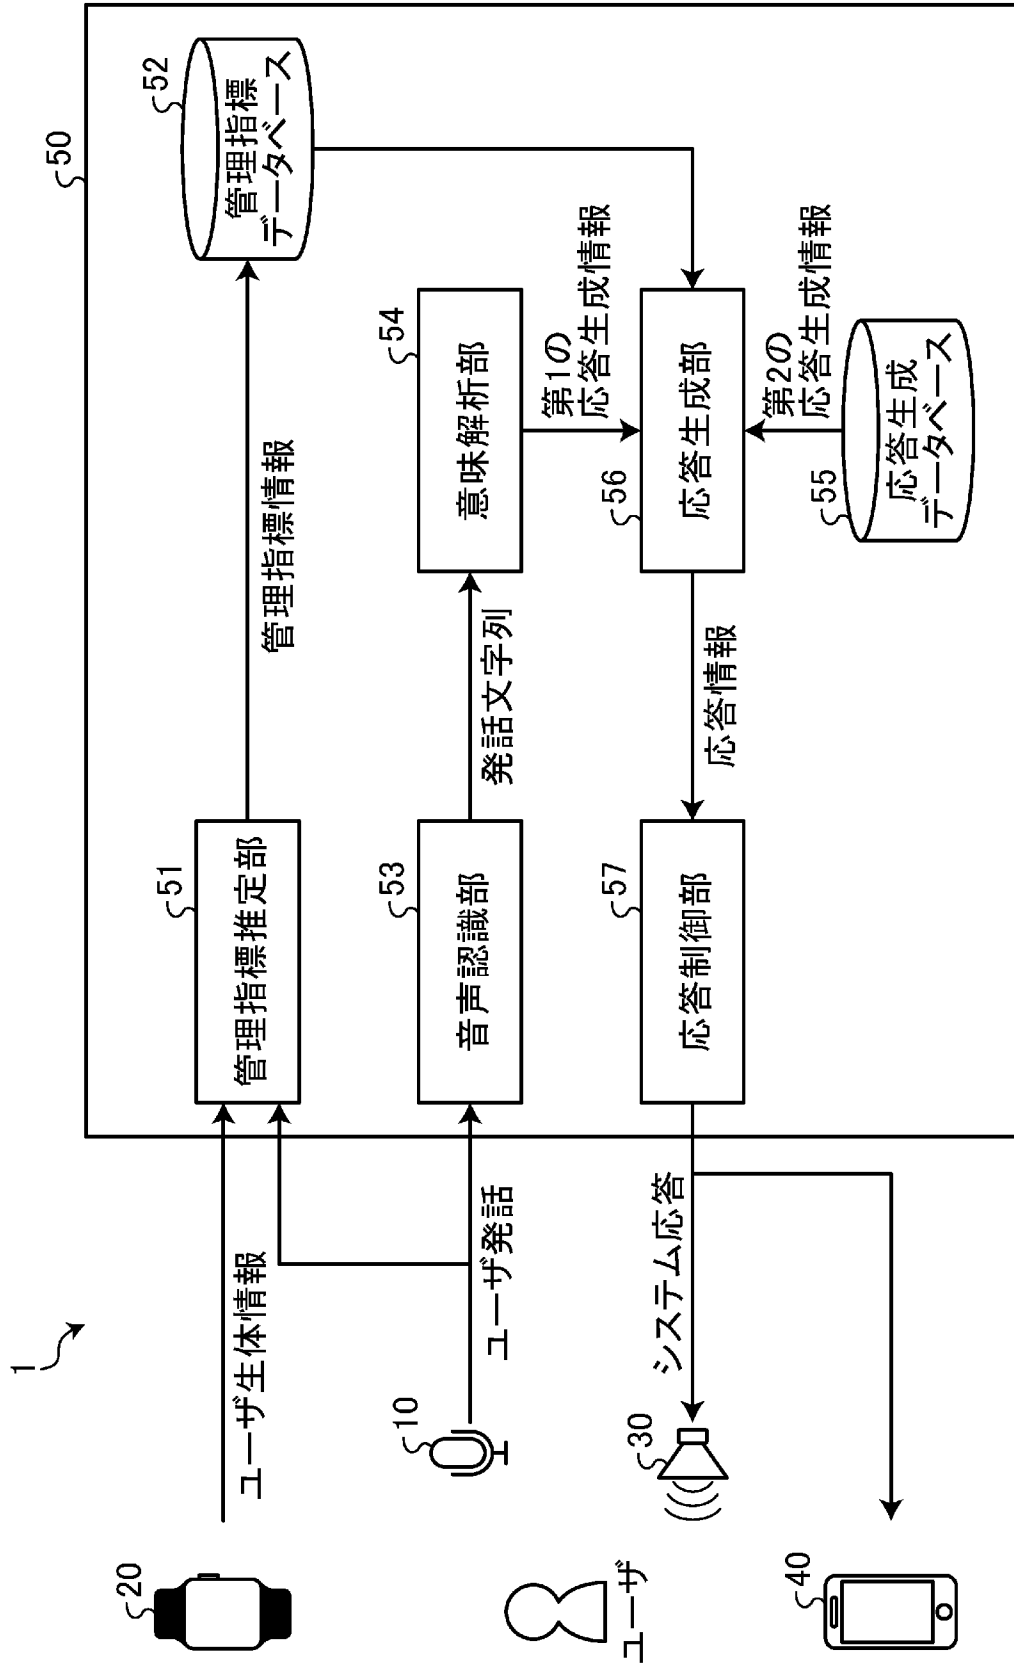 1
50
20
ユーザ生体情報
51
管理指標推定部
管理指標情報
52
管理指標
データベース
10
ユーザ発話
53
音声認識部
発話文字列
54
意味解析部
第1の
応答生成情報
ユーザ
30
システム応答
57
応答制御部
応答情報
56
応答生成部
第2の
応答生成情報
40
55
応答生成
データベース